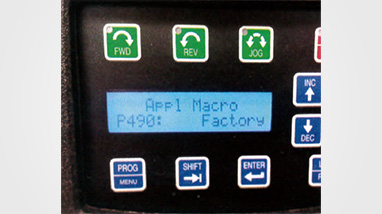 FWD
REV
JOG
INC
Appl Macro
P490: Factory
DEC
PROG
MENU
SHIFT
ENTER